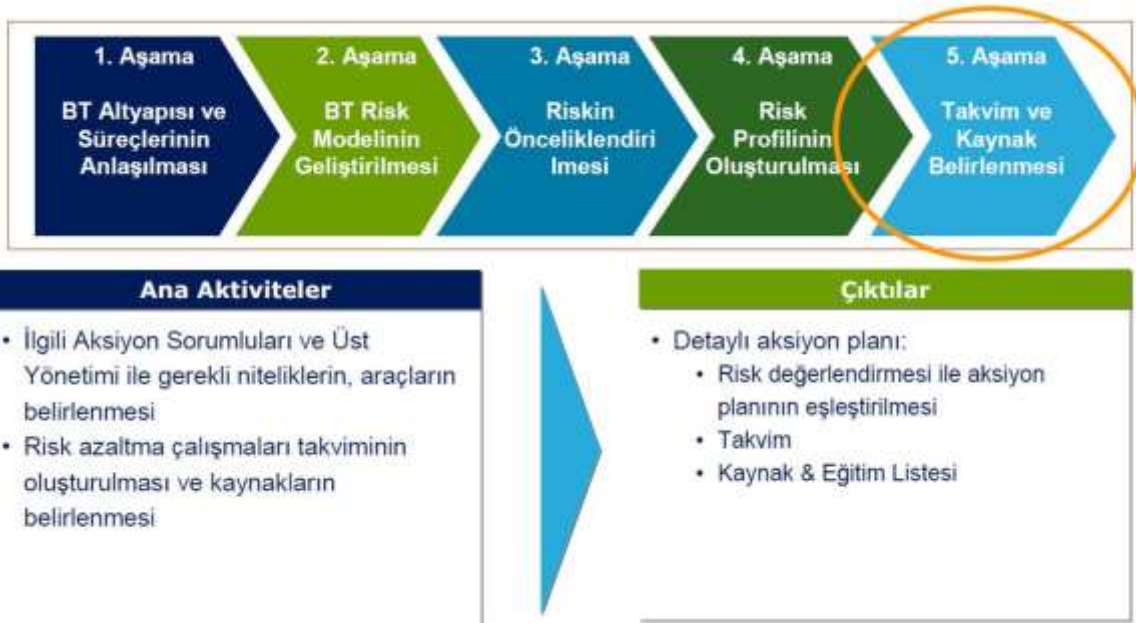 1. Aşama
BT Altyapısı ve
Süreçlerinin
Anlaşılması
2. Aşama
BT Risk
Modelinin
Geliştirilmesi
3. Aşama
Riskin
Önceliklendiri
lmesi
4. Aşama
Risk
Profilinin
Oluşturulması
5. Aşama
Takvim ve
Kaynak
Belirlenmesi
Ana Aktiviteler
• İlgili Aksiyon Sorumluları ve Üst
Yönetimi ile gerekli niteliklerin, araçların
belirlenmesi
• Risk azaltma çalışmaları takviminin
oluşturulması ve kaynakların
belirlenmesi
Çıktılar
• Detaylı aksiyon planı:
• Risk değerlendirmesi ile aksiyon
planının eşleştirilmesi
• Takvim
• Kaynak & Eğitim Listesi